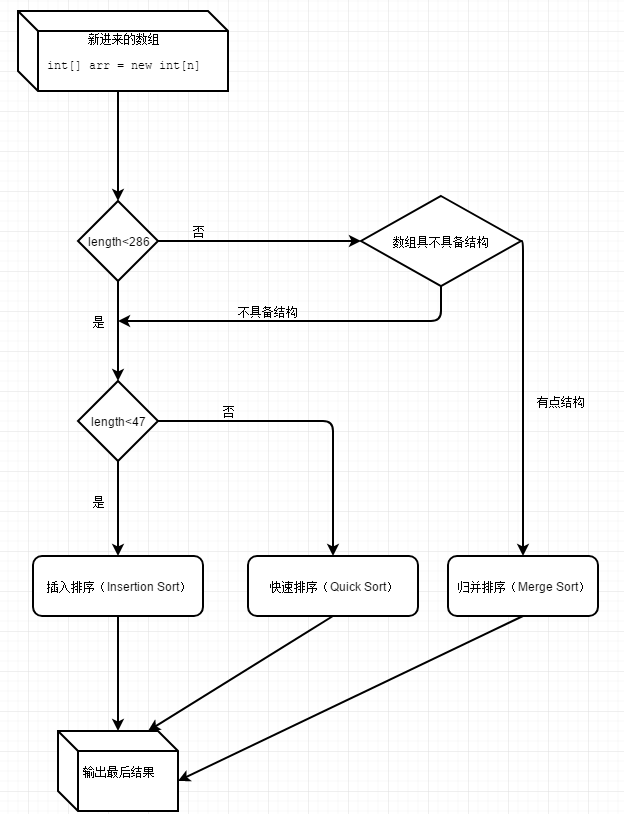 新进来的数组
int[] arr = new int[n]
length<286
否
数组具不具备结构
不具备结构
是
length<47
否
有点结构
是
插入排序（Insertion Sort）
快速排序（Quick Sort）
归并排序（Merge Sort）
输出最后结果